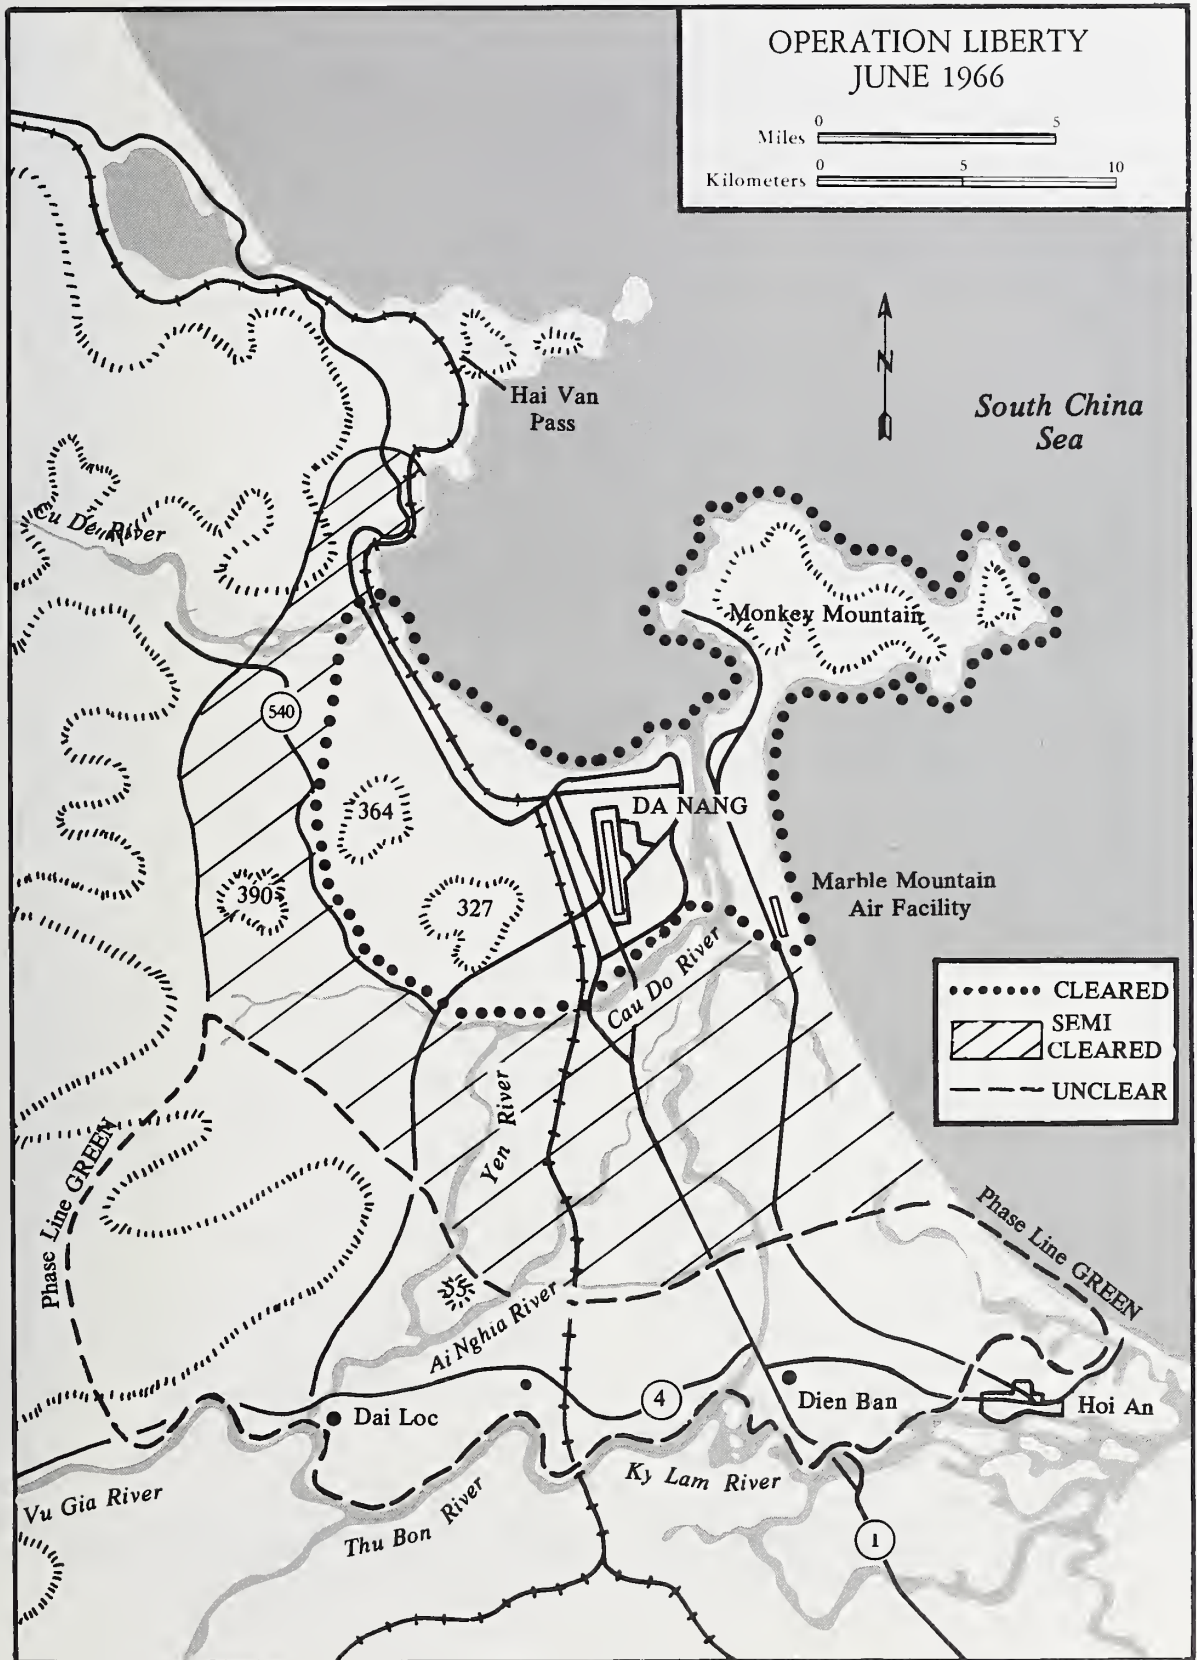 OPERATION LIBERTY
JUNE 1966
0 5
Miles
0 5 10
Kilometers
N
South China
Sea
Hai Van
Pass
Cu De River
Monkey Mountain
540
364
DA NANG
390
327
Marble Mountain
Air Facility
Cau Do River
CLEARED
SEMI
CLEARED
UNCLEAR
Yen River
Phase Line GREEN
Phase Line GREEN
55
Ai Nghia River
4
Dien Ban
Hoi An
Dai Loc
Ky Lam River
Vu Gia River
Thu Bon River
1